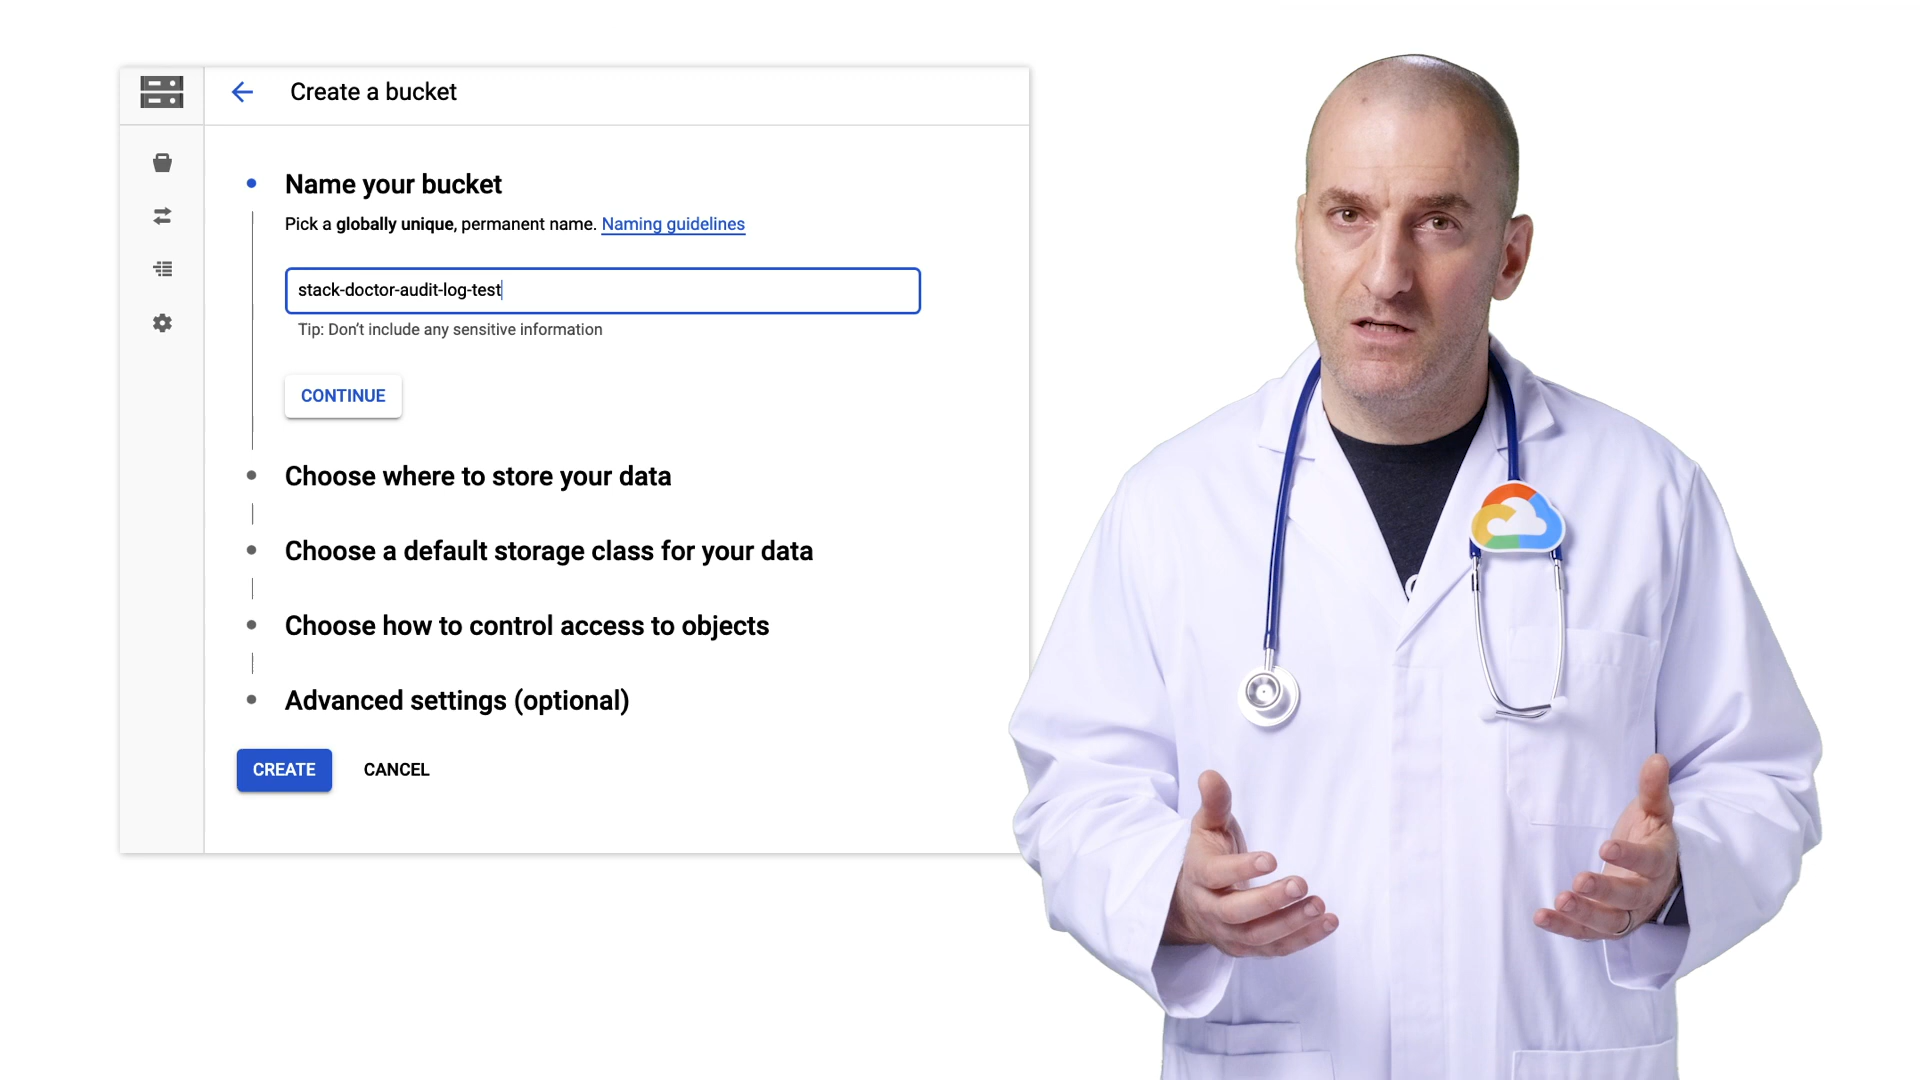 Create a bucket
Name your bucket
Pick a globally unique, permanent name. Naming guidelines
stack-doctor-audit-log-test
Tip: Don’t include any sensitive information
CONTINUE
Choose where to store your data
Choose a default storage class for your data
Choose how to control access to objects
Advanced settings (optional)
CREATE CANCEL